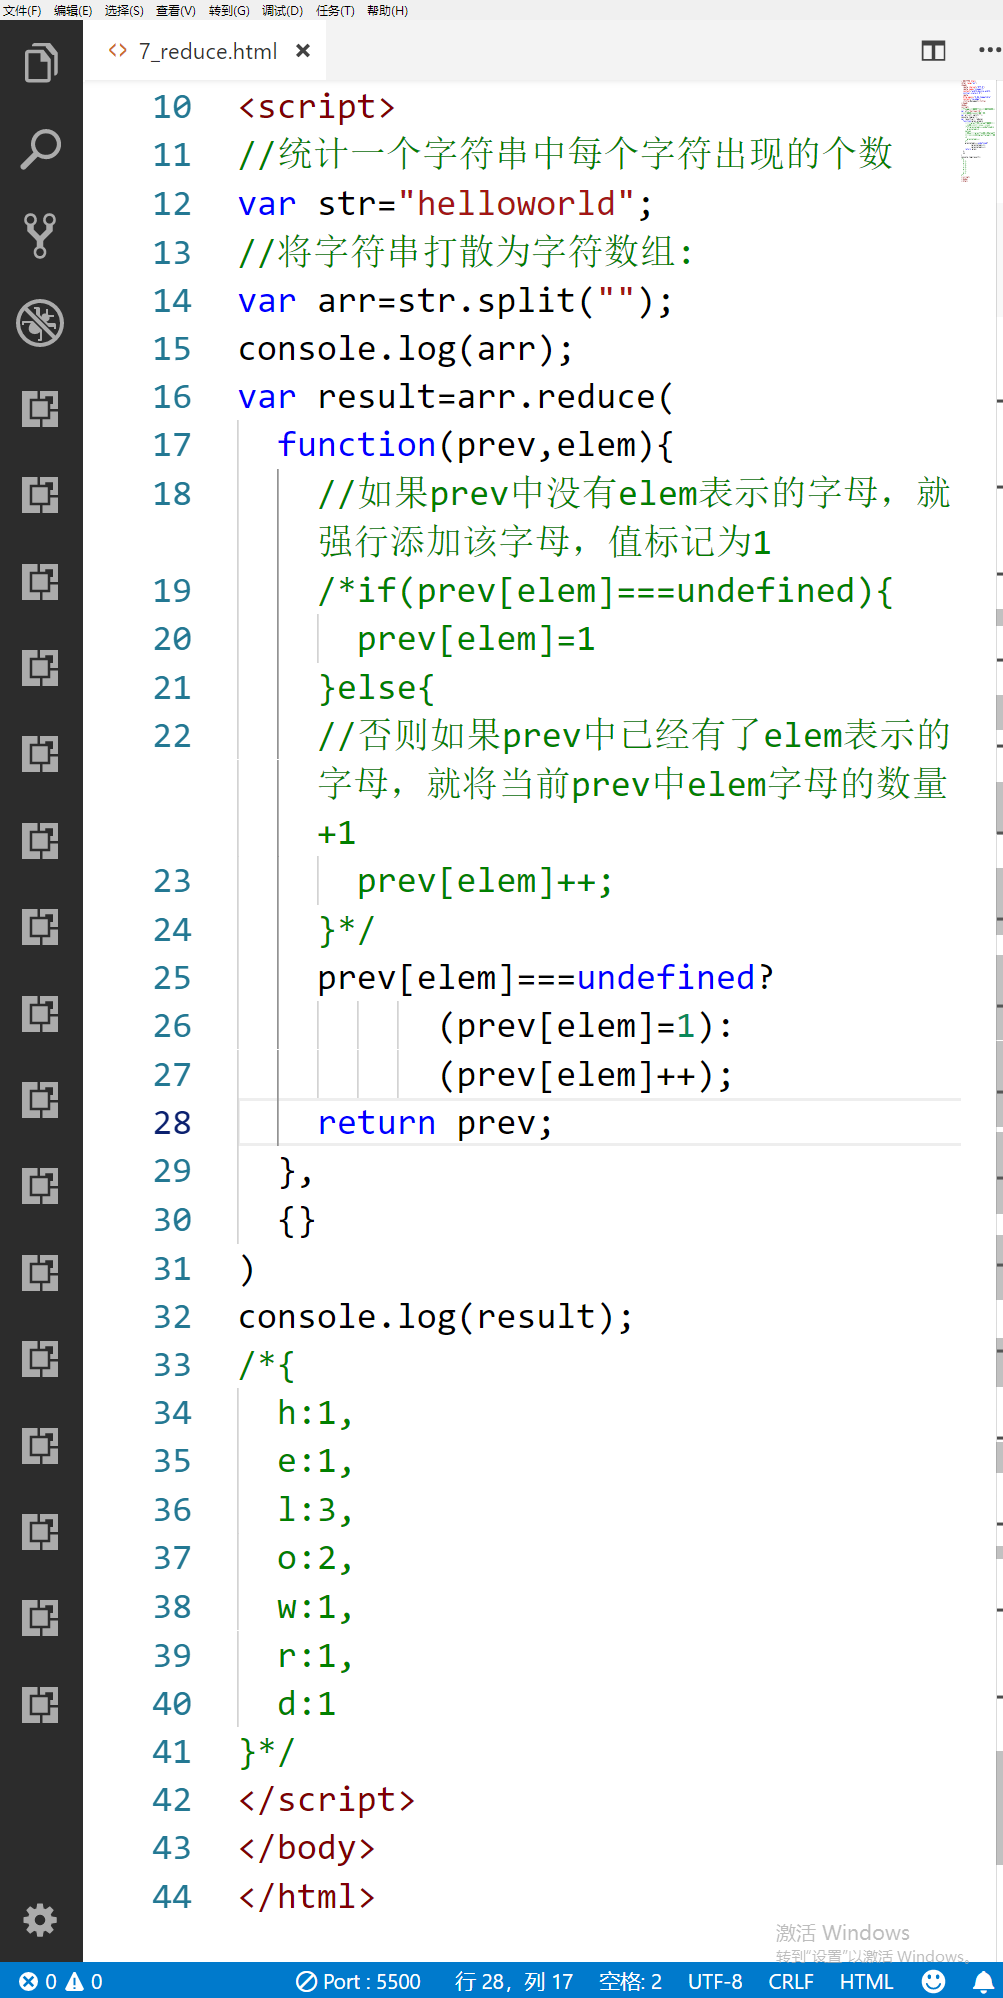 文件(F) 编辑(E) 选择(S) 查看(V) 转到(G) 调试(D) 任务(T) 帮助(H)
<> 7_reduce.html ×
10 <script>
11 //统计一个字符串中每个字符出现的个数
12 var str="helloworld";
13 //将字符串打散为字符数组:
14 var arr=str.split("");
15 console.log(arr);
16 var result=arr.reduce(
17 function(prev,elem){
18 //如果prev中没有elem表示的字母，就
强行添加该字母，值标记为1
19 /*if(prev[elem]===undefined){
20 prev[elem]=1
21 }else{
22 //否则如果prev中已经有了elem表示的
字母，就将当前prev中elem字母的数量
+1
23 prev[elem]++;
24 }*/
25 prev[elem]===undefined?
26 (prev[elem]=1):
27 (prev[elem]++);
28 return prev;
29 },
30 {}
31 )
32 console.log(result);
33 /*{
34 h:1,
35 e:1,
36 l:3,
37 o:2,
38 w:1,
39 r:1,
40 d:1
41 }*/
42 </script>
43 </body>
44 </html>
激活 Windows
转到"设置"以激活 Windows。
0 0 Port : 5500 行 28，列 17 空格: 2 UTF-8 CRLF HTML